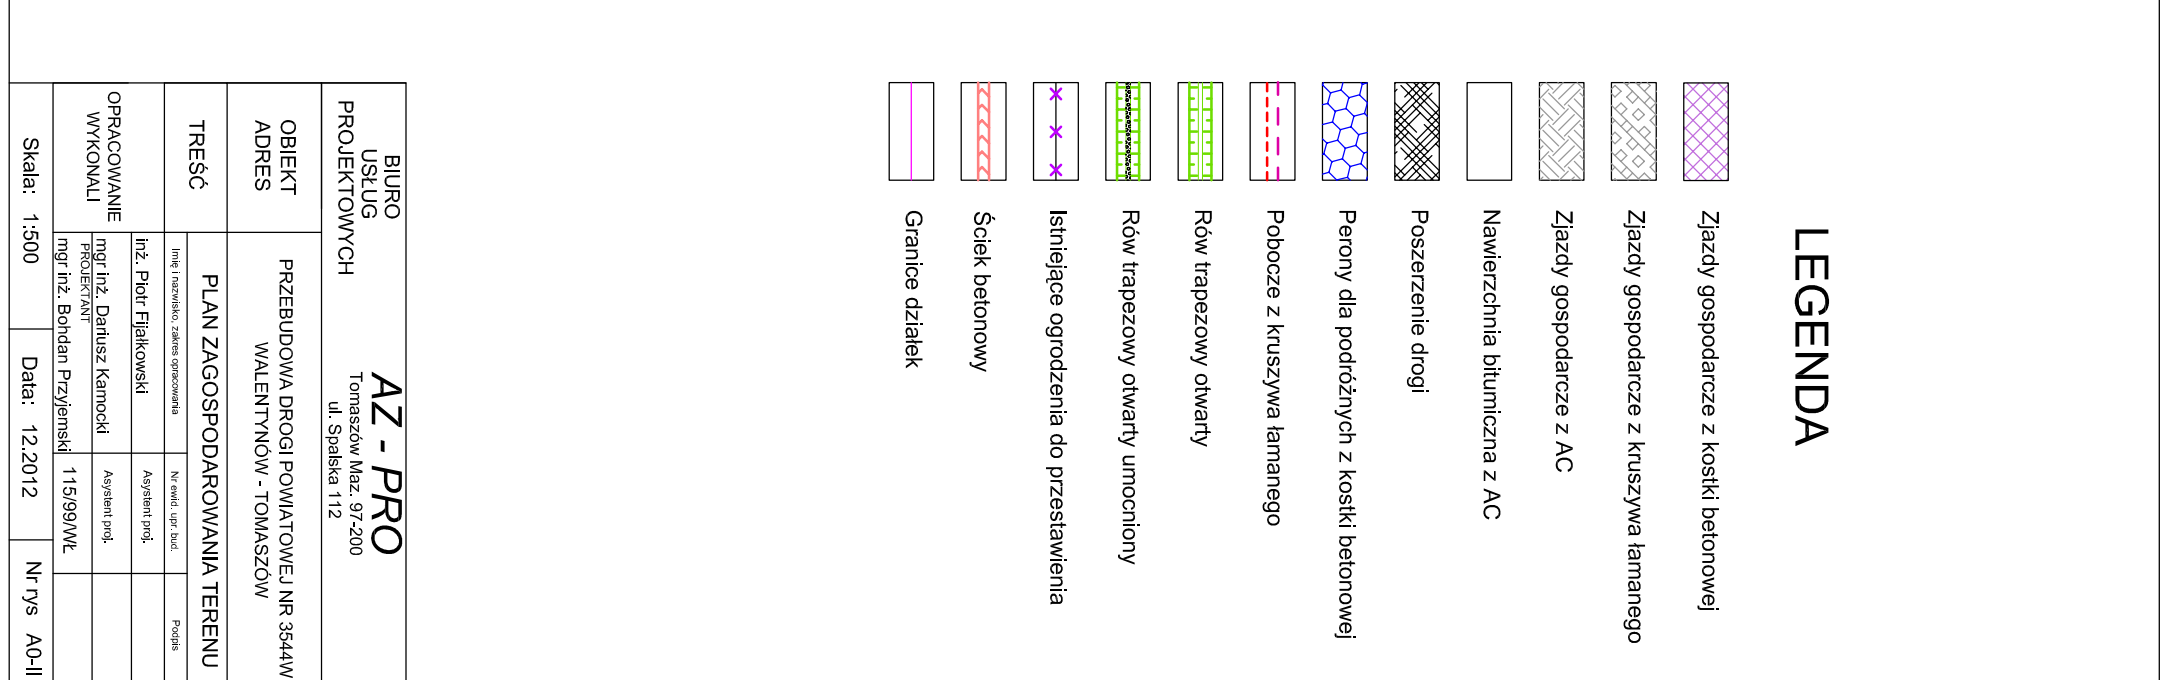 LEGENDA
Zjazdy gospodarcze z kostki betonowej
Zjazdy gospodarcze z kruszywa łamanego
Zjazdy gospodarcze z AC
Nawierzchnia bitumiczna z AC
Poszerzenie drogi
Perony dla podróżnych z kostki betonowej
Pobocze z kruszywa łamanego
Rów trapezowy otwarty
Rów trapezowy otwarty umocniony
Istniejące ogrodzenia do przestawienia
Ściek betonowy
Granice działek
BIURO
USŁUG
PROJEKTOWYCH
AZ - PRO
Tomaszów Maz. 97-200
ul. Spalska 112
OBIEKT
ADRES
PRZEBUDOWA DROGI POWIATOWEJ NR 3544W
WALENTYNÓW - TOMASZÓW
TREŚĆ
PLAN ZAGOSPODAROWANIA TERENU
Imię i nazwisko, zakres opracowania
Nr ewid. upr. bud.
Podpis
OPRACOWANIE
WYKONALI
inż. Piotr Fijałkowski
Asystent proj.
mgr inż. Dariusz Kamocki
Asystent proj.
PROJEKTANT
mgr inż. Bohdan Przyjemski
115/99/WŁ
Skala: 1:500
Data: 12.2012
Nr rys A0-II